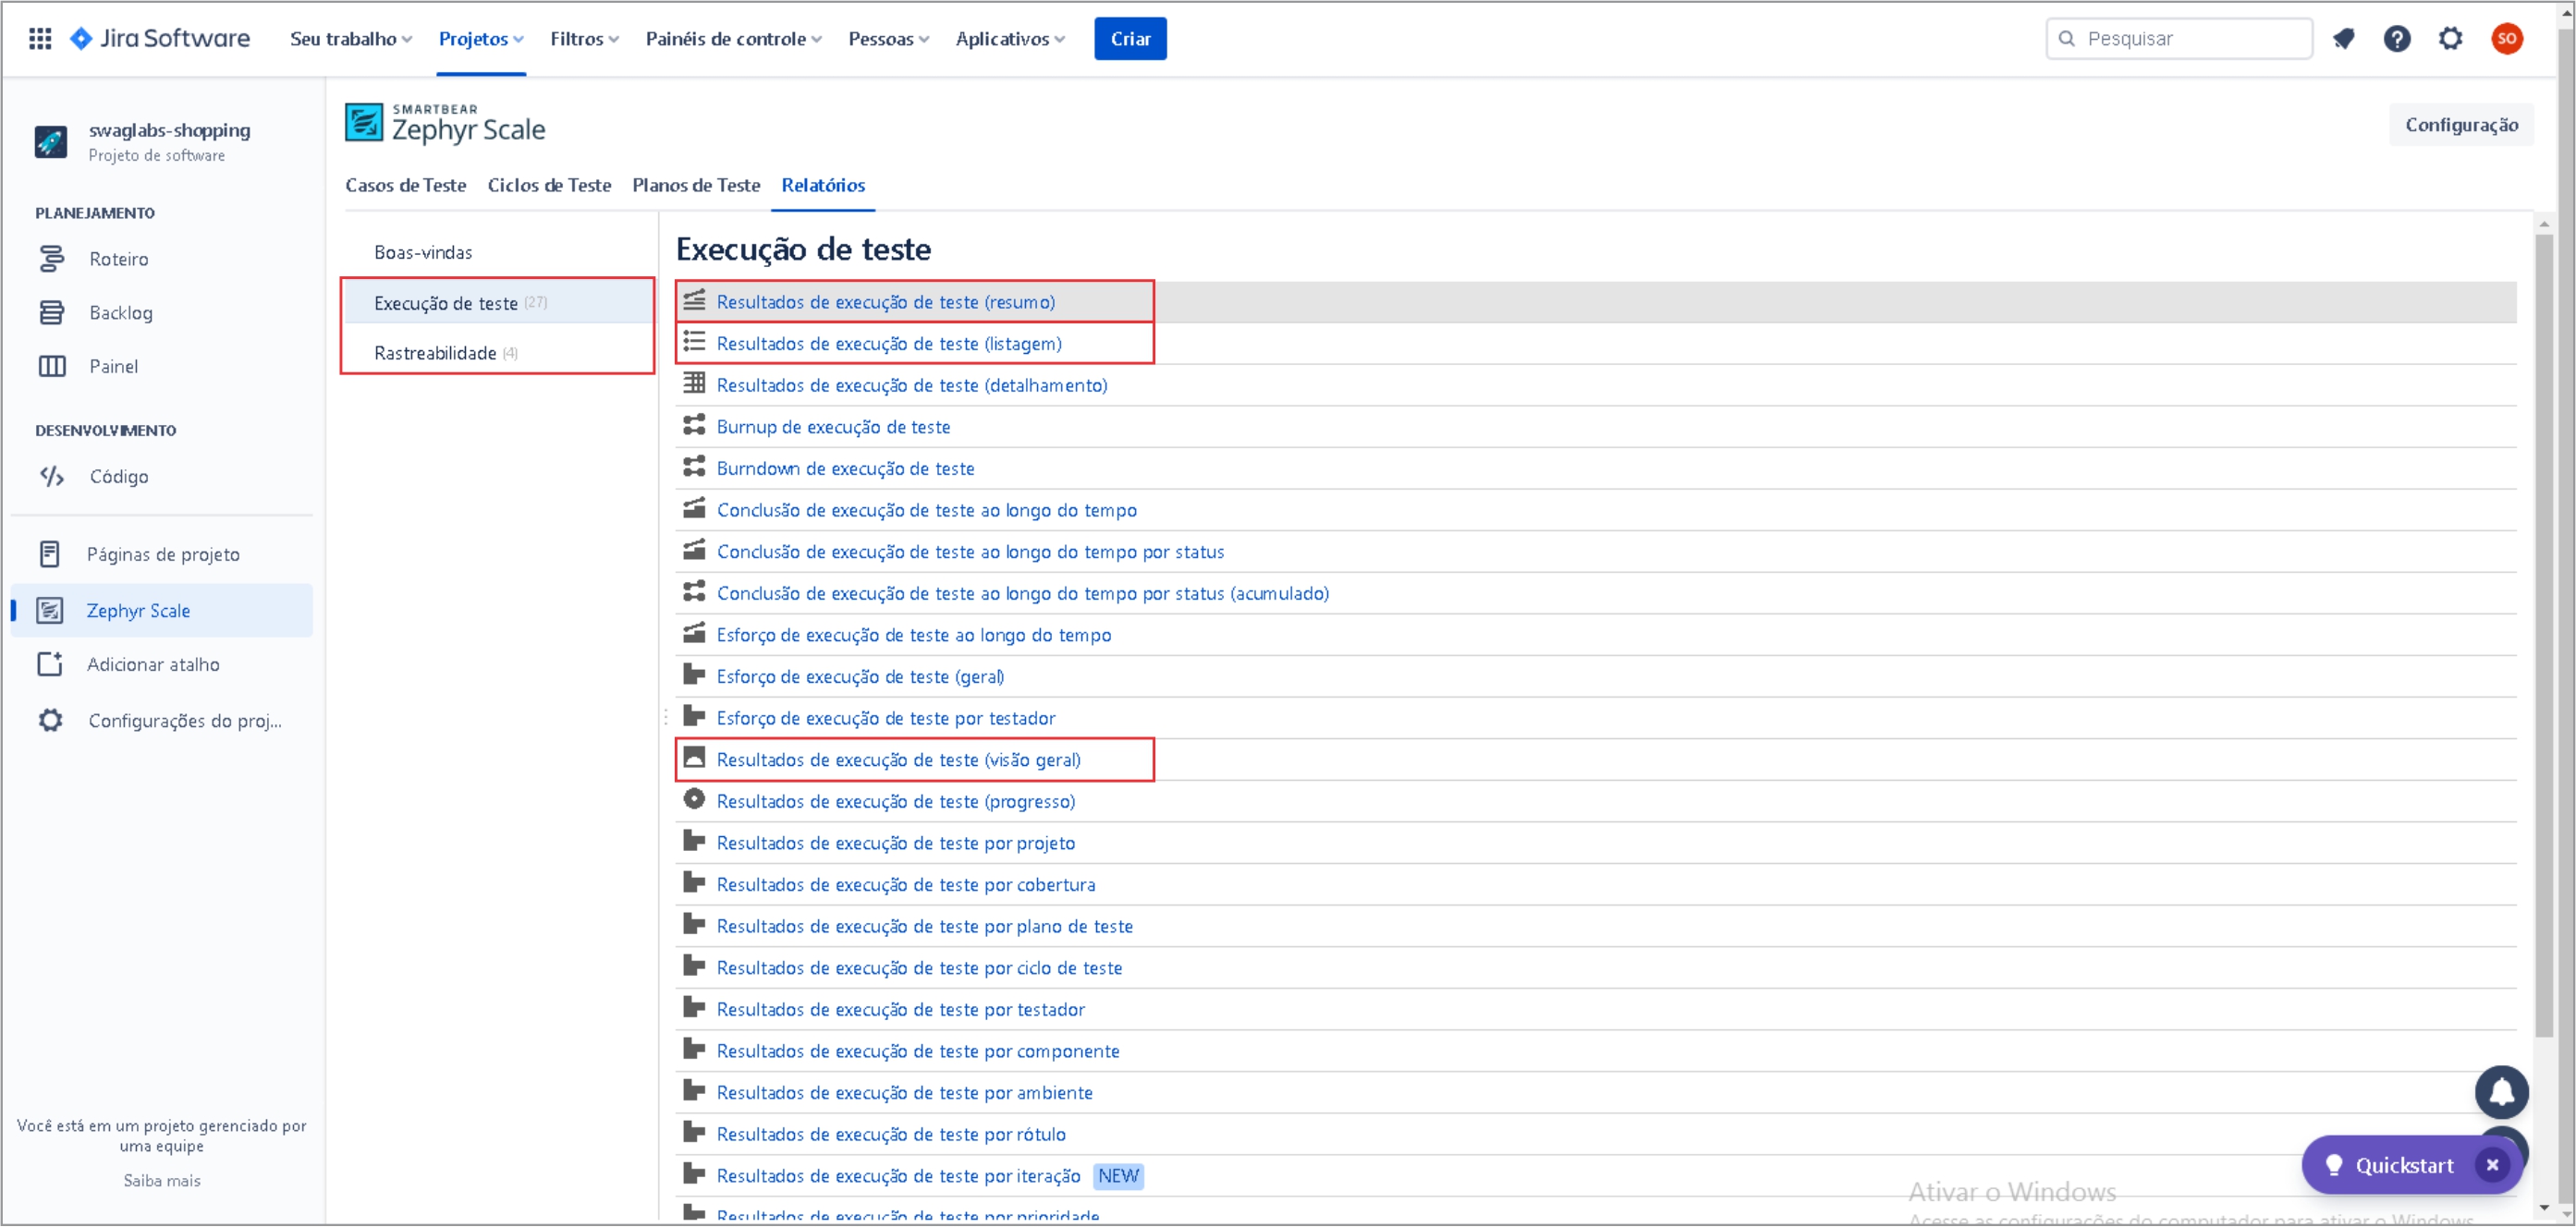 Jira Software
Seu trabalho
Projetos
Filtros
Painéis de controle
Pessoas
Aplicativos
Criar
Pesquisar
SO
swaglabs-shopping
Projeto de software
PLANEJAMENTO
Roteiro
Backlog
Painel
DESENVOLVIMENTO
Código
Páginas de projeto
Zephyr Scale
Adicionar atalho
Configurações do proj...
Você está em um projeto gerenciado por
uma equipe
Saiba mais
SMARTBEAR
Zephyr Scale
Configuração
Casos de Teste
Ciclos de Teste
Planos de Teste
Relatórios
Boas-vindas
Execução de teste (27)
Rastreabilidade (4)
Execução de teste
Resultados de execução de teste (resumo)
Resultados de execução de teste (listagem)
Resultados de execução de teste (detalhamento)
Burnup de execução de teste
Burndown de execução de teste
Conclusão de execução de teste ao longo do tempo
Conclusão de execução de teste ao longo do tempo por status
Conclusão de execução de teste ao longo do tempo por status (acumulado)
Esforço de execução de teste ao longo do tempo
Esforço de execução de teste (geral)
Esforço de execução de teste por testador
Resultados de execução de teste (visão geral)
Resultados de execução de teste (progresso)
Resultados de execução de teste por projeto
Resultados de execução de teste por cobertura
Resultados de execução de teste por plano de teste
Resultados de execução de teste por ciclo de teste
Resultados de execução de teste por testador
Resultados de execução de teste por componente
Resultados de execução de teste por ambiente
Resultados de execução de teste por rótulo
Resultados de execução de teste por iteração NEW
Resultados de execução de teste por prioridade
Quickstart
Ativar o Windows
Acesse as configurações do computador para ativar o Windows.